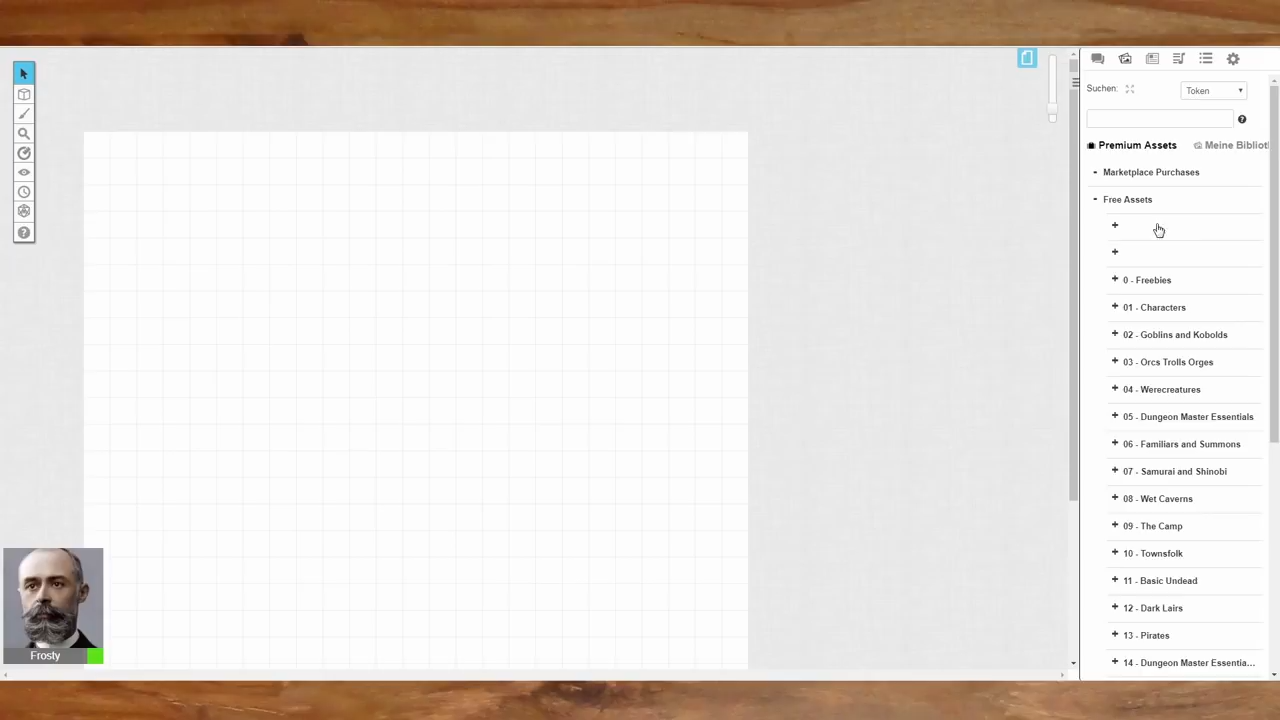 Suchen:
Token
Premium Assets
Meine Bibliot
Marketplace Purchases
Free Assets
0 - Freebies
01 - Characters
02 - Goblins and Kobolds
03 - Orcs Trolls Orges
04 - Werecreatures
05 - Dungeon Master Essentials
06 - Familiars and Summons
07 - Samurai and Shinobi
08 - Wet Caverns
09 - The Camp
10 - Townsfolk
11 - Basic Undead
12 - Dark Lairs
13 - Pirates
14 - Dungeon Master Essentia...
Frosty